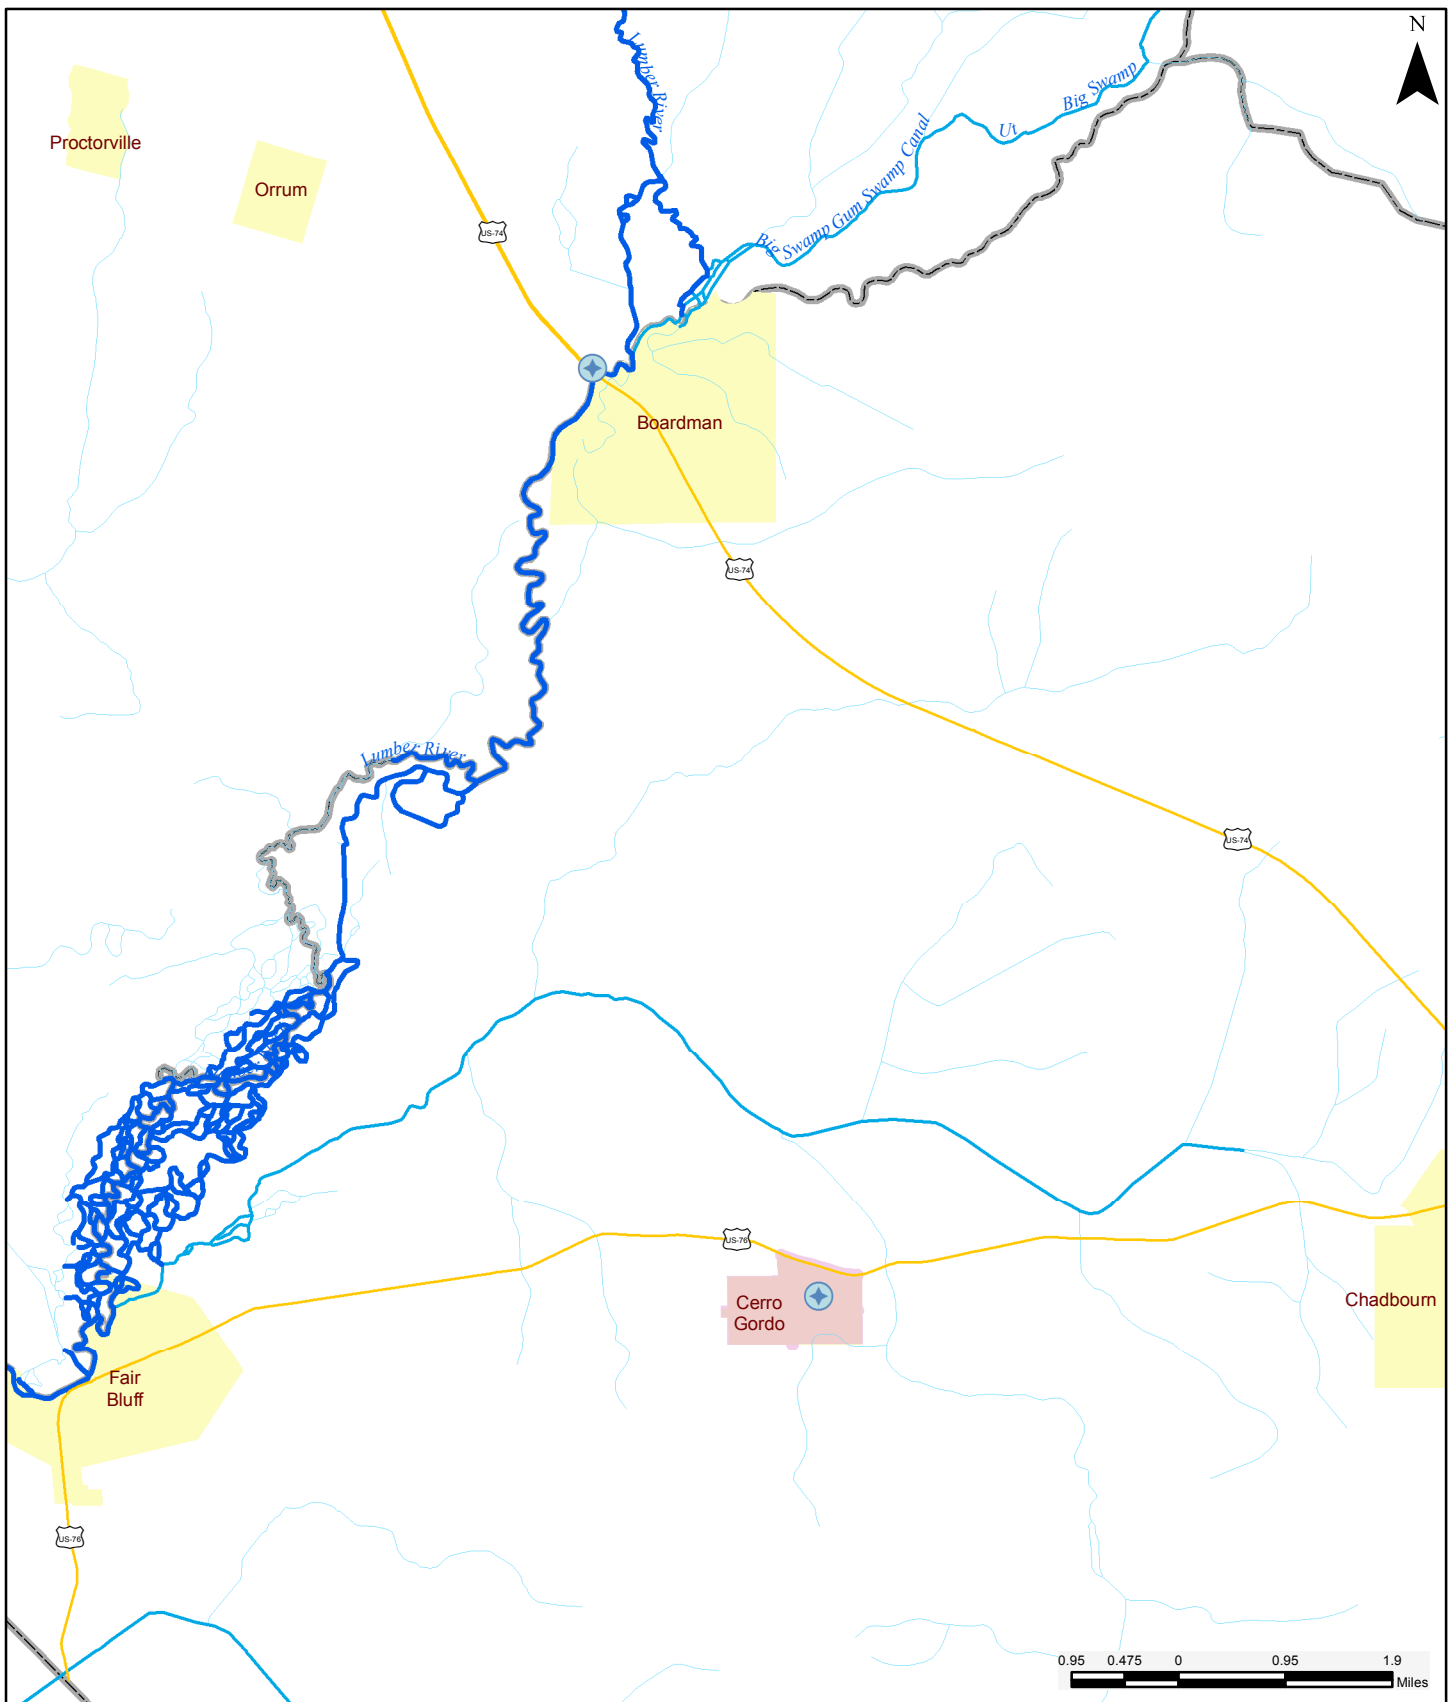 N
Lumber River
Big Swamp
Ut
Big Swamp Gum Swamp Canal
Proctorville
Orrum
US-74
Boardman
US-74
Lumber River
US-74
US-76
Cerro
Gordo
Chadbourn
Fair
Bluff
US-76
0.95 0.475 0 0.95 1.9
Miles